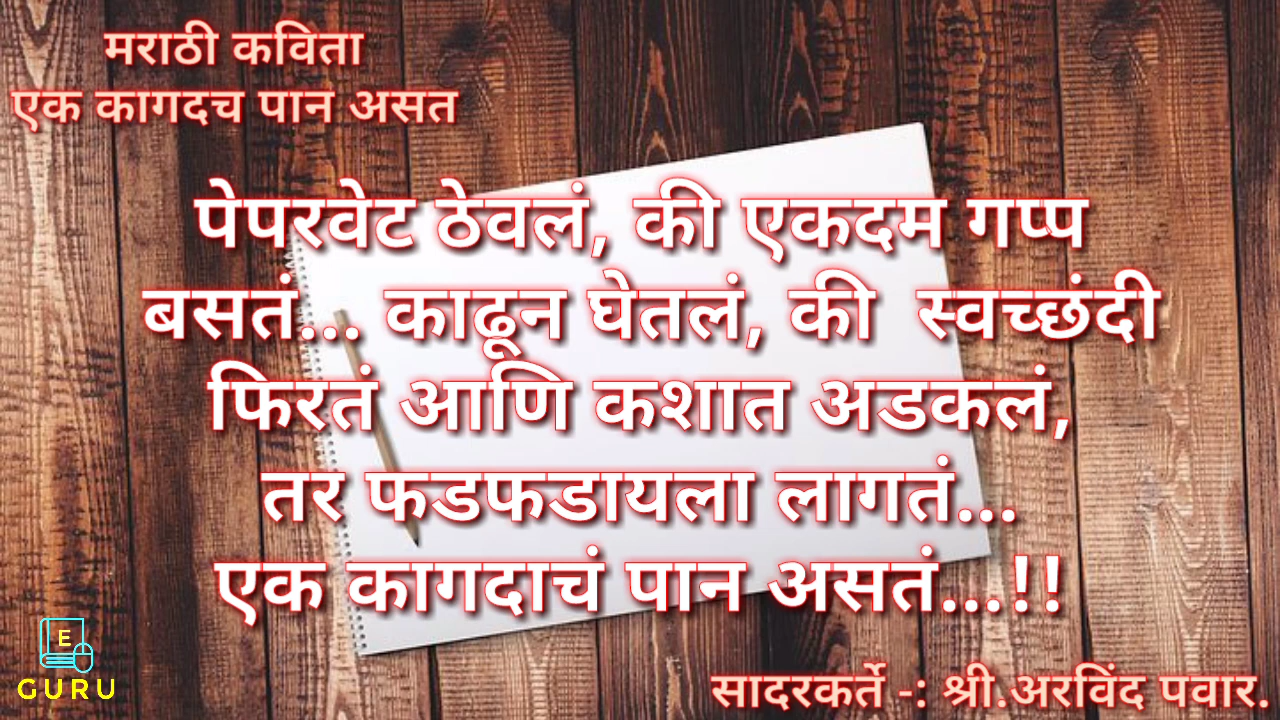 मराठी कविता
एक कागदच पान असत
पेपरवेट ठेवलं, की एकदम गप्प
बसतं... काढून घेतलं, की स्वच्छंदी
फिरतं आणि कशात अडकलं,
तर फडफडायला लागतं...
एक कागदाचं पान असतं...!!
E
GURU
सादरकर्ते -: श्री.अरविंद पवार.